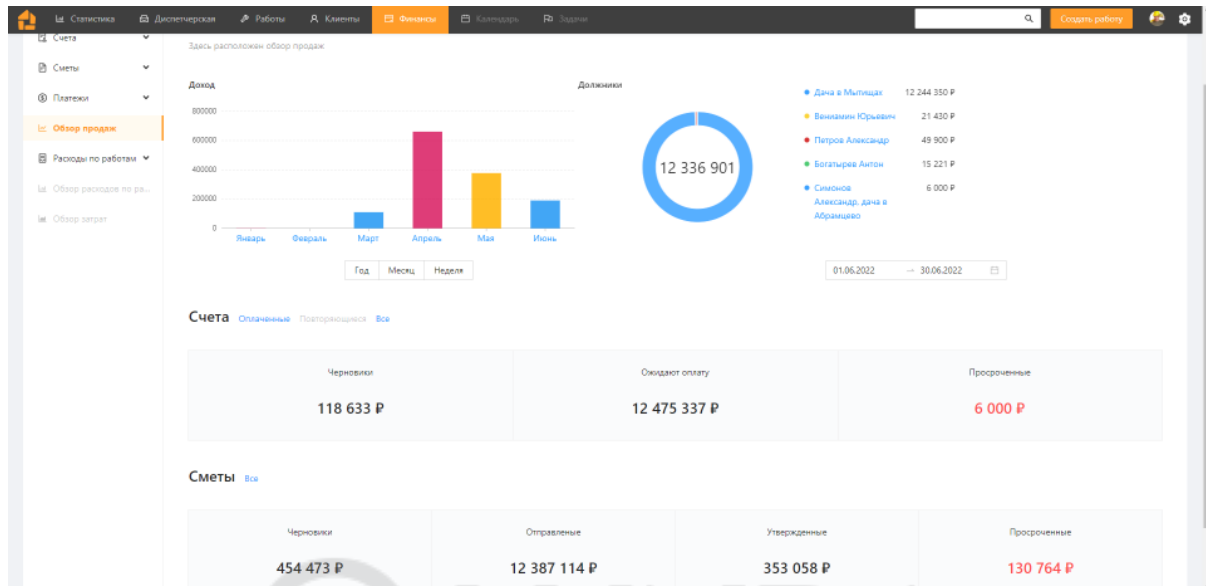 Статистика Диспетчерская Работы Клиенты Финансы Календарь Задачи Создать работу
Счета
Сметы
Платежи
Обзор продаж
Расходы по работам
Обзор расходов по ра...
Обзор затрат
Здесь расположен обзор продаж
Доход
800000
600000
400000
200000
0
Январь Февраль Март Апрель Мая Июнь
Год Месяц Неделя
Должники
12 336 901
Дача в Мытищах 12 244 350 ₽
Вениамин Юрьевич 21 430 ₽
Петров Александр 49 900 ₽
Богатырев Антон 15 221 ₽
Симонов 6 000 ₽
Александр, дача в
Абрамцево
01.06.2022 → 30.06.2022
Счета Оплаченные Повторяющиеся Все
Черновики Ожидают оплату Просроченные
118 633 ₽ 12 475 337 ₽ 6 000 ₽
Сметы Все
Черновики Отправленые Утвержденные Просроченные
454 473 ₽ 12 387 114 ₽ 353 058 ₽ 130 764 ₽